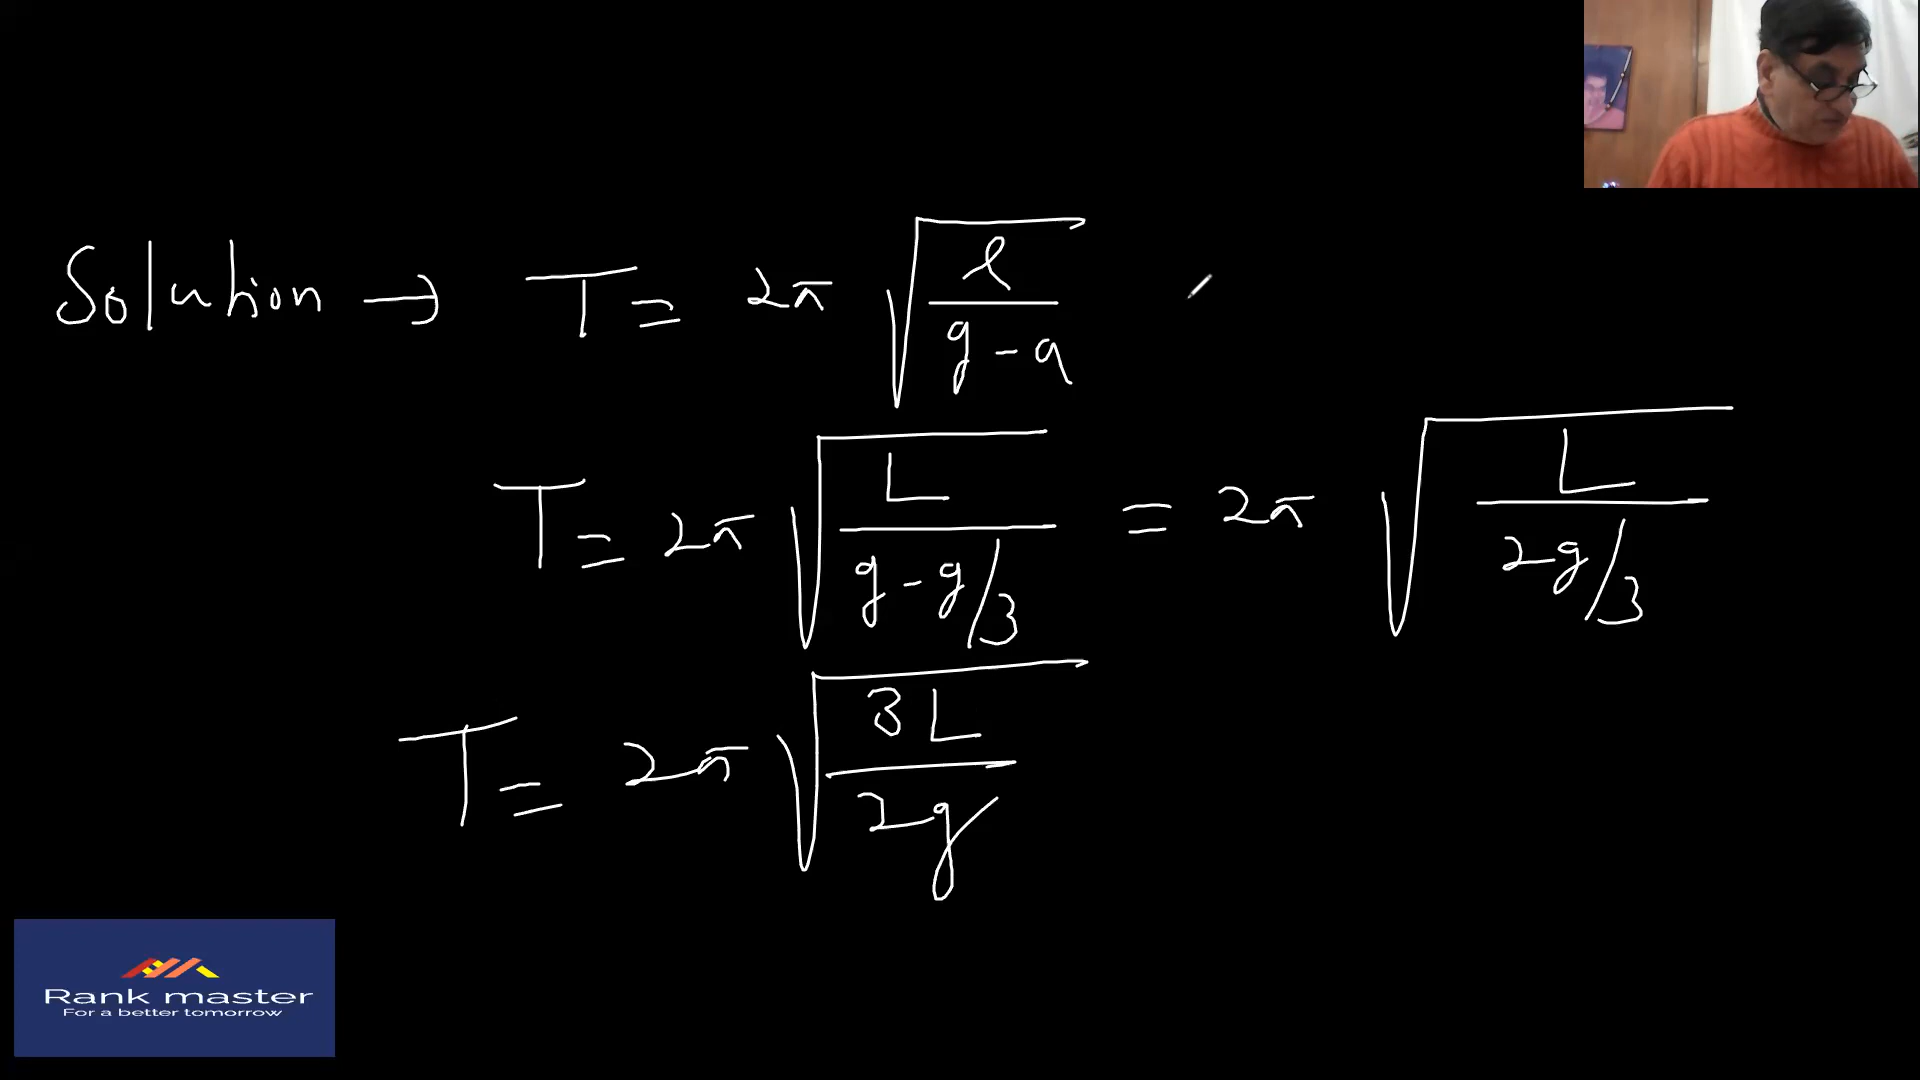 Solution → T = 2π √(l/(g - a))
T = 2π √(L/(g - g/3)) = 2π √(L/(2g/3))
T = 2π √(3L/2g)
Rank master
For a better tomorrow